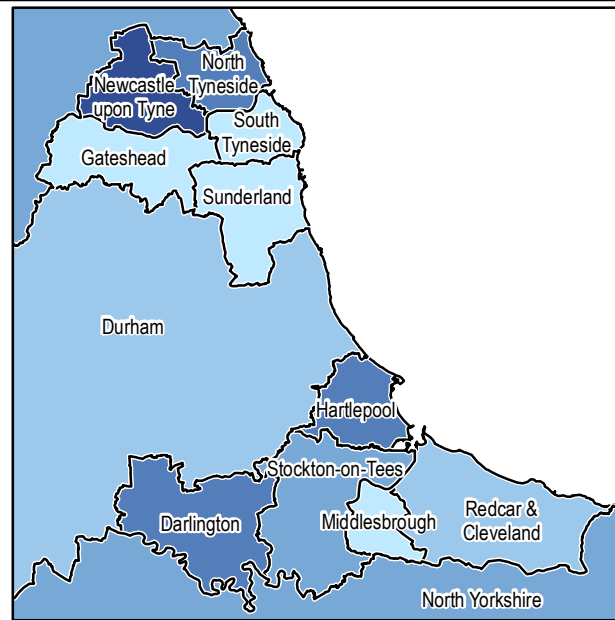 North
Tyneside
Newcastle
upon Tyne
South
Tyneside
Gateshead
Sunderland
Durham
Hartlepool
Stockton-on-Tees
Darlington
Middlesbrough
Redcar &
Cleveland
North Yorkshire